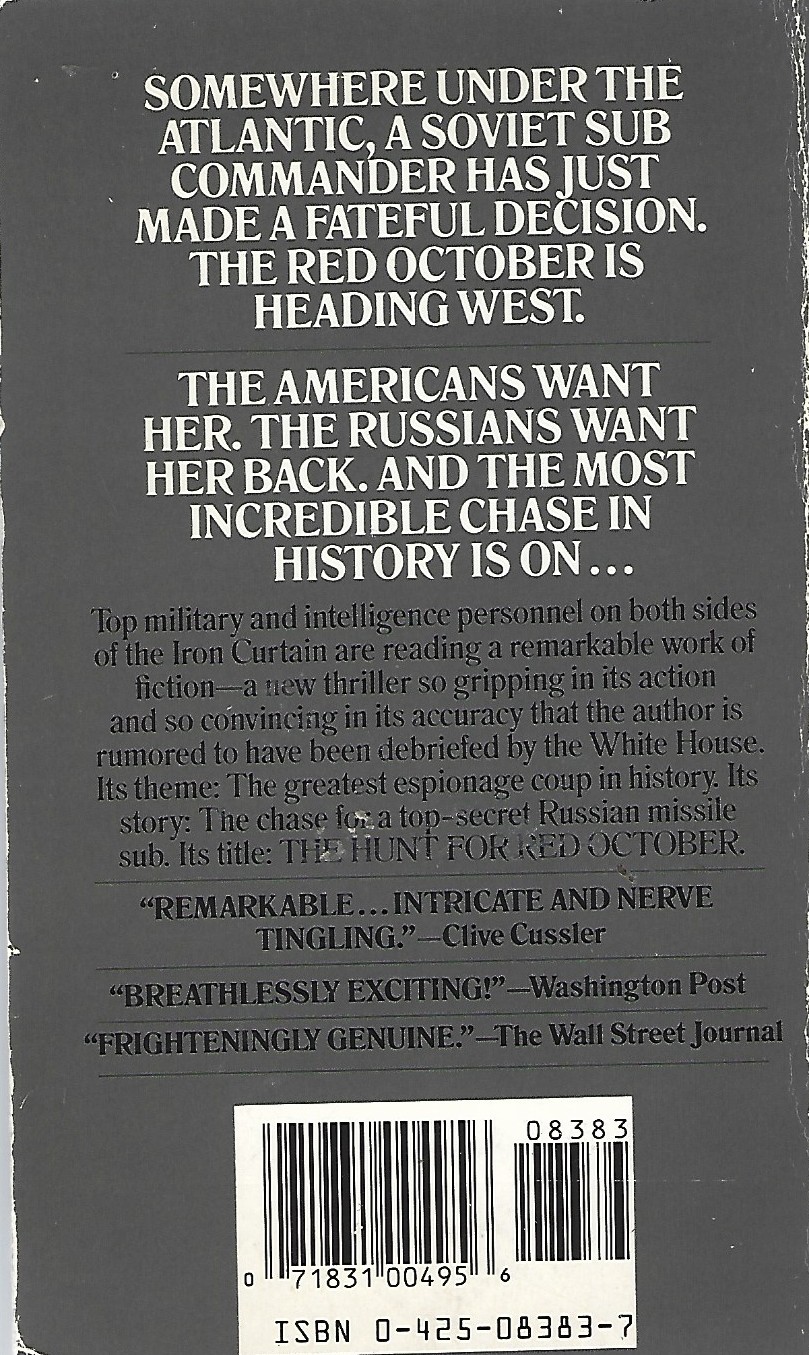 SOMEWHERE UNDER THE
ATLANTIC, A SOVIET SUB
COMMANDER HAS JUST
MADE A FATEFUL DECISION.
THE RED OCTOBER IS
HEADING WEST.
THE AMERICANS WANT
HER. THE RUSSIANS WANT
HER BACK. AND THE MOST
INCREDIBLE CHASE IN
HISTORY IS ON...
Top military and intelligence personnel on both sides
of the Iron Curtain are reading a remarkable work of
fiction—a new thriller so gripping in its action
and so convincing in its accuracy that the author is
rumored to have been debriefed by the White House.
Its theme: The greatest espionage coup in history. Its
story: The chase for a top-secret Russian missile
sub. Its title: THE HUNT FOR RED OCTOBER.
“REMARKABLE...INTRICATE AND NERVE
TINGLING.”—Clive Cussler
“BREATHLESSLY EXCITING!”—Washington Post
“FRIGHTENINGLY GENUINE.”—The Wall Street Journal
08383
0 71831 00495 6
ISBN 0-425-08383-7